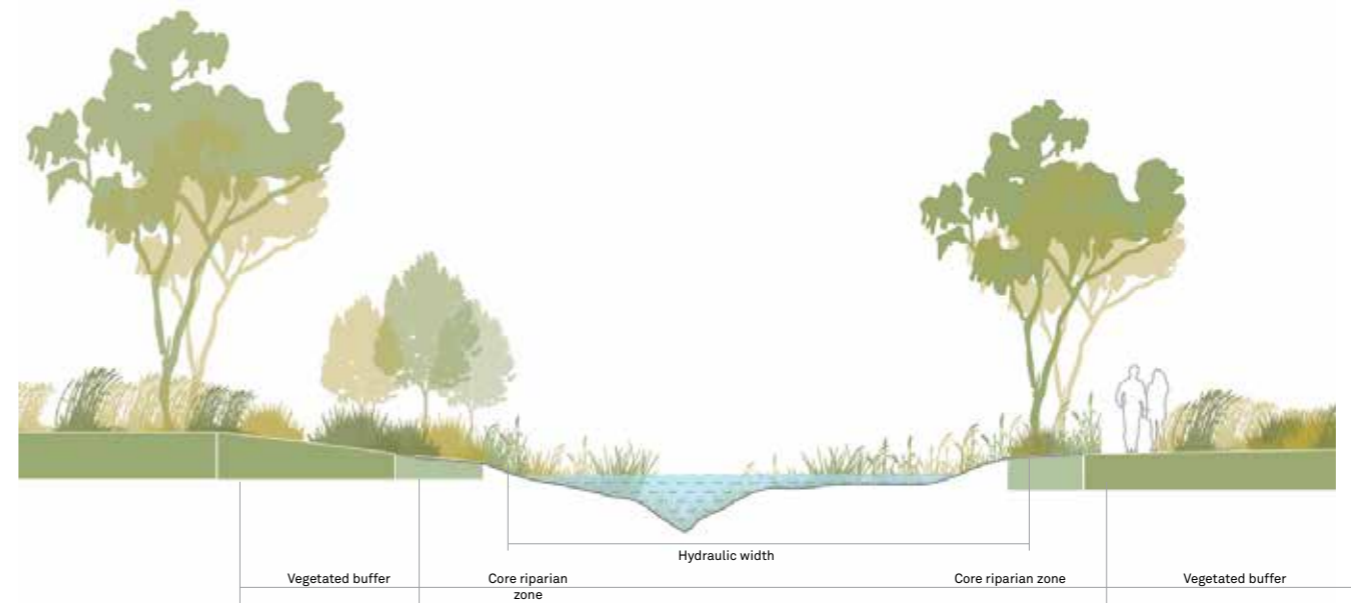 Hydraulic width
Vegetated buffer
Core riparian
zone
Core riparian zone
Vegetated buffer